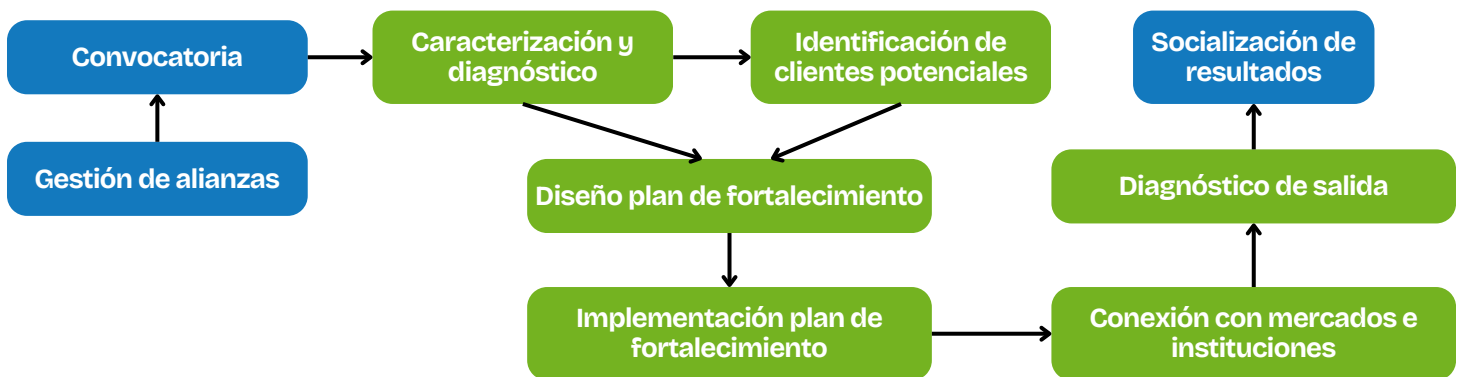 Convocatoria
Gestión de alianzas
Caracterización y
diagnóstico
Identificación de
clientes potenciales
Diseño plan de fortalecimiento
Implementación plan de
fortalecimiento
Conexión con mercados e
instituciones
Diagnóstico de salida
Socialización de
resultados